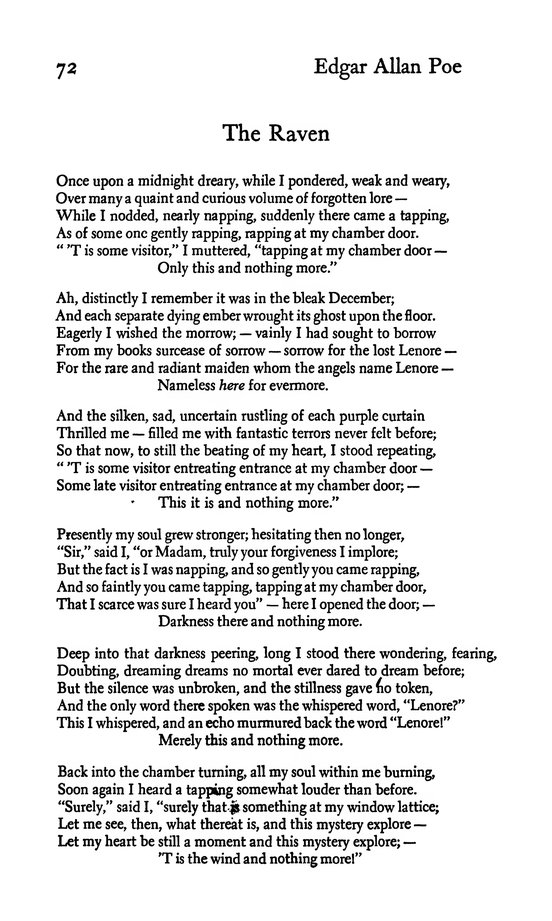 72
Edgar Allan Poe
The Raven
Once upon a midnight dreary, while I pondered, weak and weary,
Over many a quaint and curious volume of forgotten lore —
While I nodded, nearly napping, suddenly there came a tapping,
As of some one gently rapping, rapping at my chamber door.
“ ’T is some visitor,” I muttered, “tapping at my chamber door —
Only this and nothing more.”
Ah, distinctly I remember it was in the bleak December;
And each separate dying ember wrought its ghost upon the floor.
Eagerly I wished the morrow; — vainly I had sought to borrow
From my books surcease of sorrow — sorrow for the lost Lenore —
For the rare and radiant maiden whom the angels name Lenore —
Nameless here for evermore.
And the silken, sad, uncertain rustling of each purple curtain
Thrilled me — filled me with fantastic terrors never felt before;
So that now, to still the beating of my heart, I stood repeating,
“ ’T is some visitor entreating entrance at my chamber door —
Some late visitor entreating entrance at my chamber door; —
This it is and nothing more.”
Presently my soul grew stronger; hesitating then no longer,
“Sir,” said I, “or Madam, truly your forgiveness I implore;
But the fact is I was napping, and so gently you came rapping,
And so faintly you came tapping, tapping at my chamber door,
That I scarce was sure I heard you” — here I opened the door; —
Darkness there and nothing more.
Deep into that darkness peering, long I stood there wondering, fearing,
Doubting, dreaming dreams no mortal ever dared to dream before;
But the silence was unbroken, and the stillness gave no token,
And the only word there spoken was the whispered word, “Lenore?”
This I whispered, and an echo murmured back the word “Lenore!”
Merely this and nothing more.
Back into the chamber turning, all my soul within me burning,
Soon again I heard a tapping somewhat louder than before.
“Surely,” said I, “surely that is something at my window lattice;
Let me see, then, what thereat is, and this mystery explore —
Let my heart be still a moment and this mystery explore; —
’T is the wind and nothing more!”